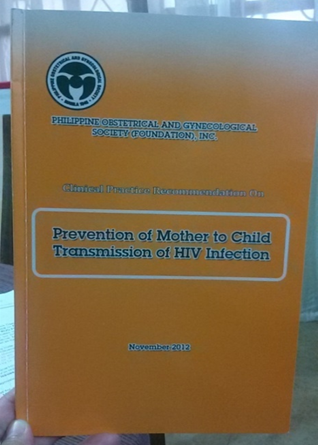 PHILIPPINE OBSTETRICAL AND GYNECOLOGICAL
SOCIETY (FOUNDATION), INC.
Clinical Practice Recommendation On
Prevention of Mother to Child
Transmission of HIV Infection
November 2012